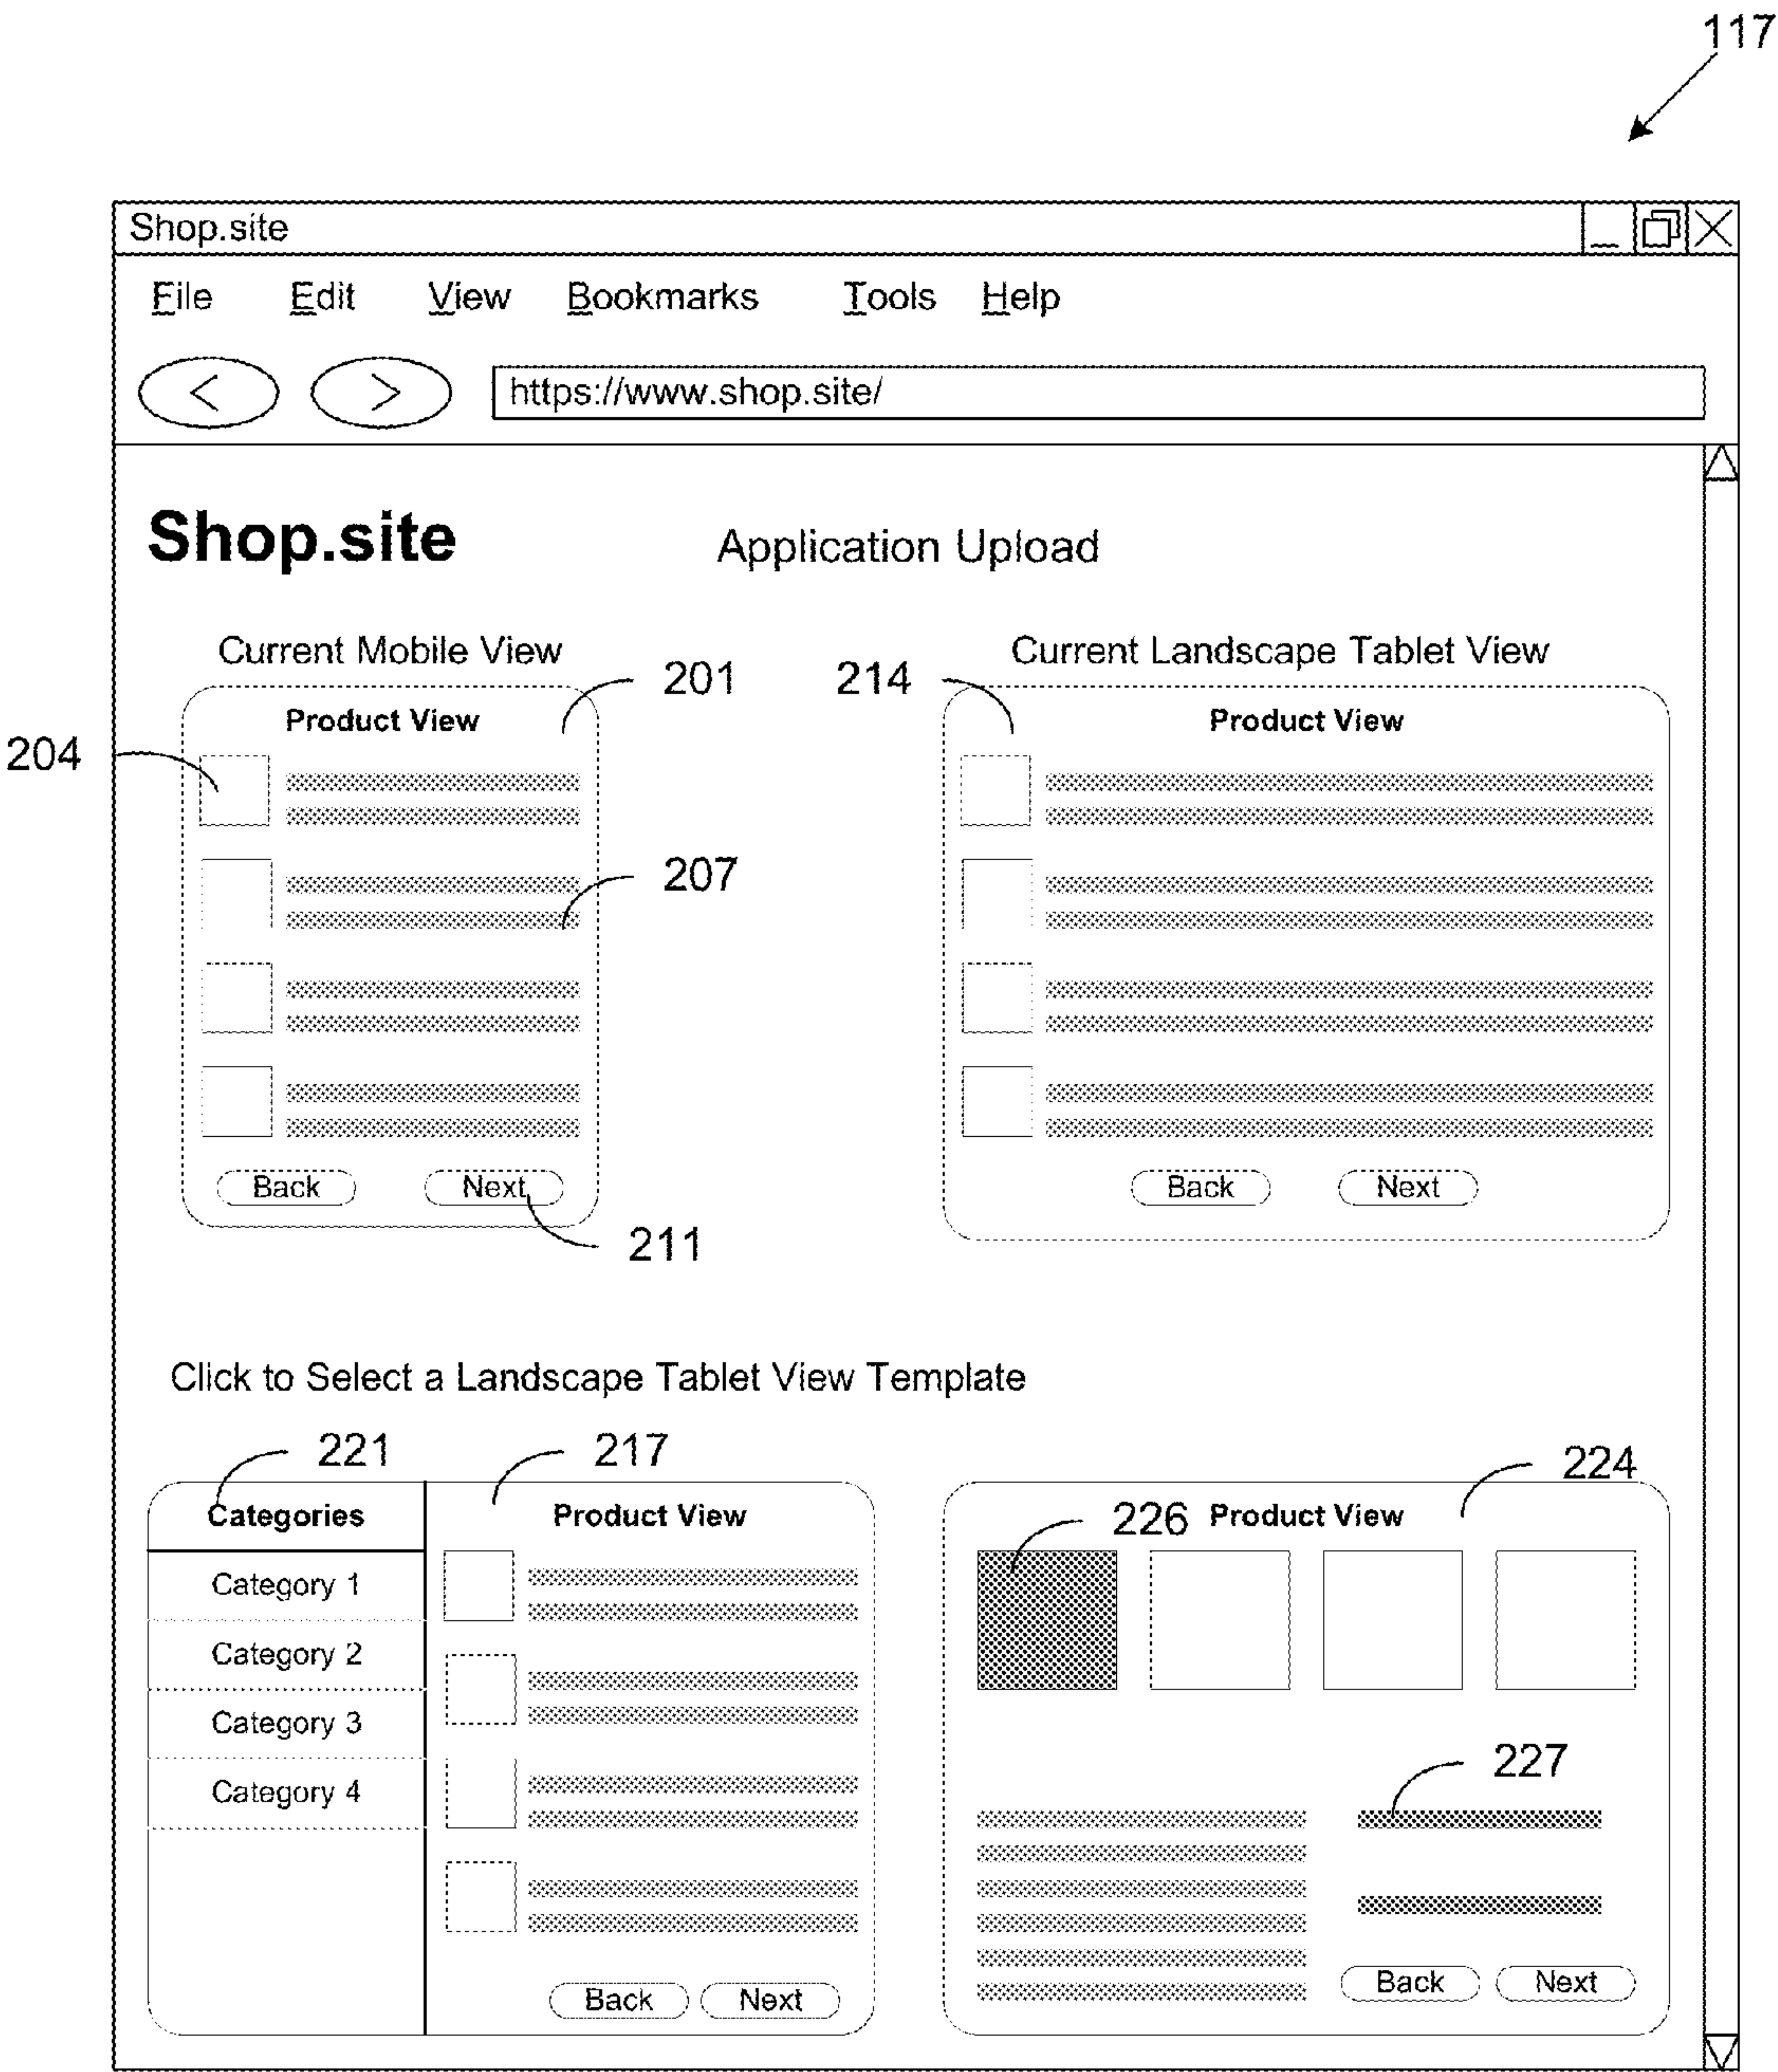 117
Shop.site
File Edit View Bookmarks Tools Help
< > https://www.shop.site/
Shop.site Application Upload
Current Mobile View Current Landscape Tablet View
201 214
Product View Product View
204
207
Back Next Back Next
211
Click to Select a Landscape Tablet View Template
221 217 224
Categories Product View 226 Product View
Category 1
Category 2
Category 3
227
Category 4
Back Next
Back Next